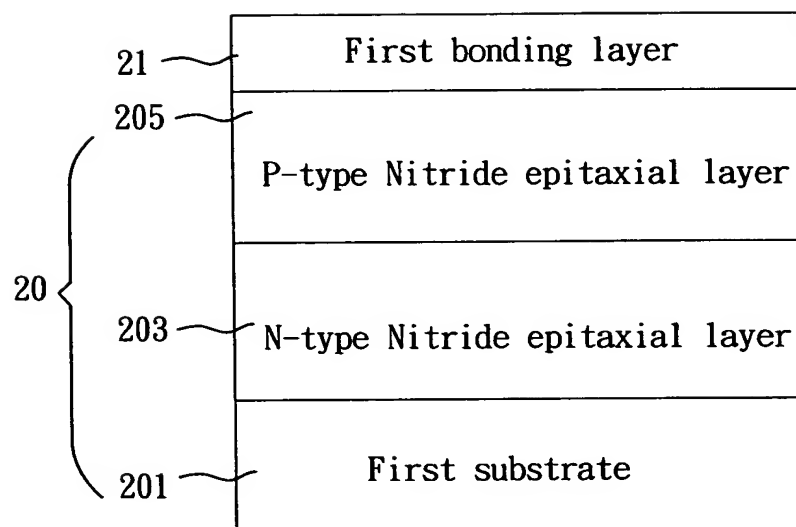 21
First bonding layer
205
P-type Nitride epitaxial layer
20
203
N-type Nitride epitaxial layer
201
First substrate